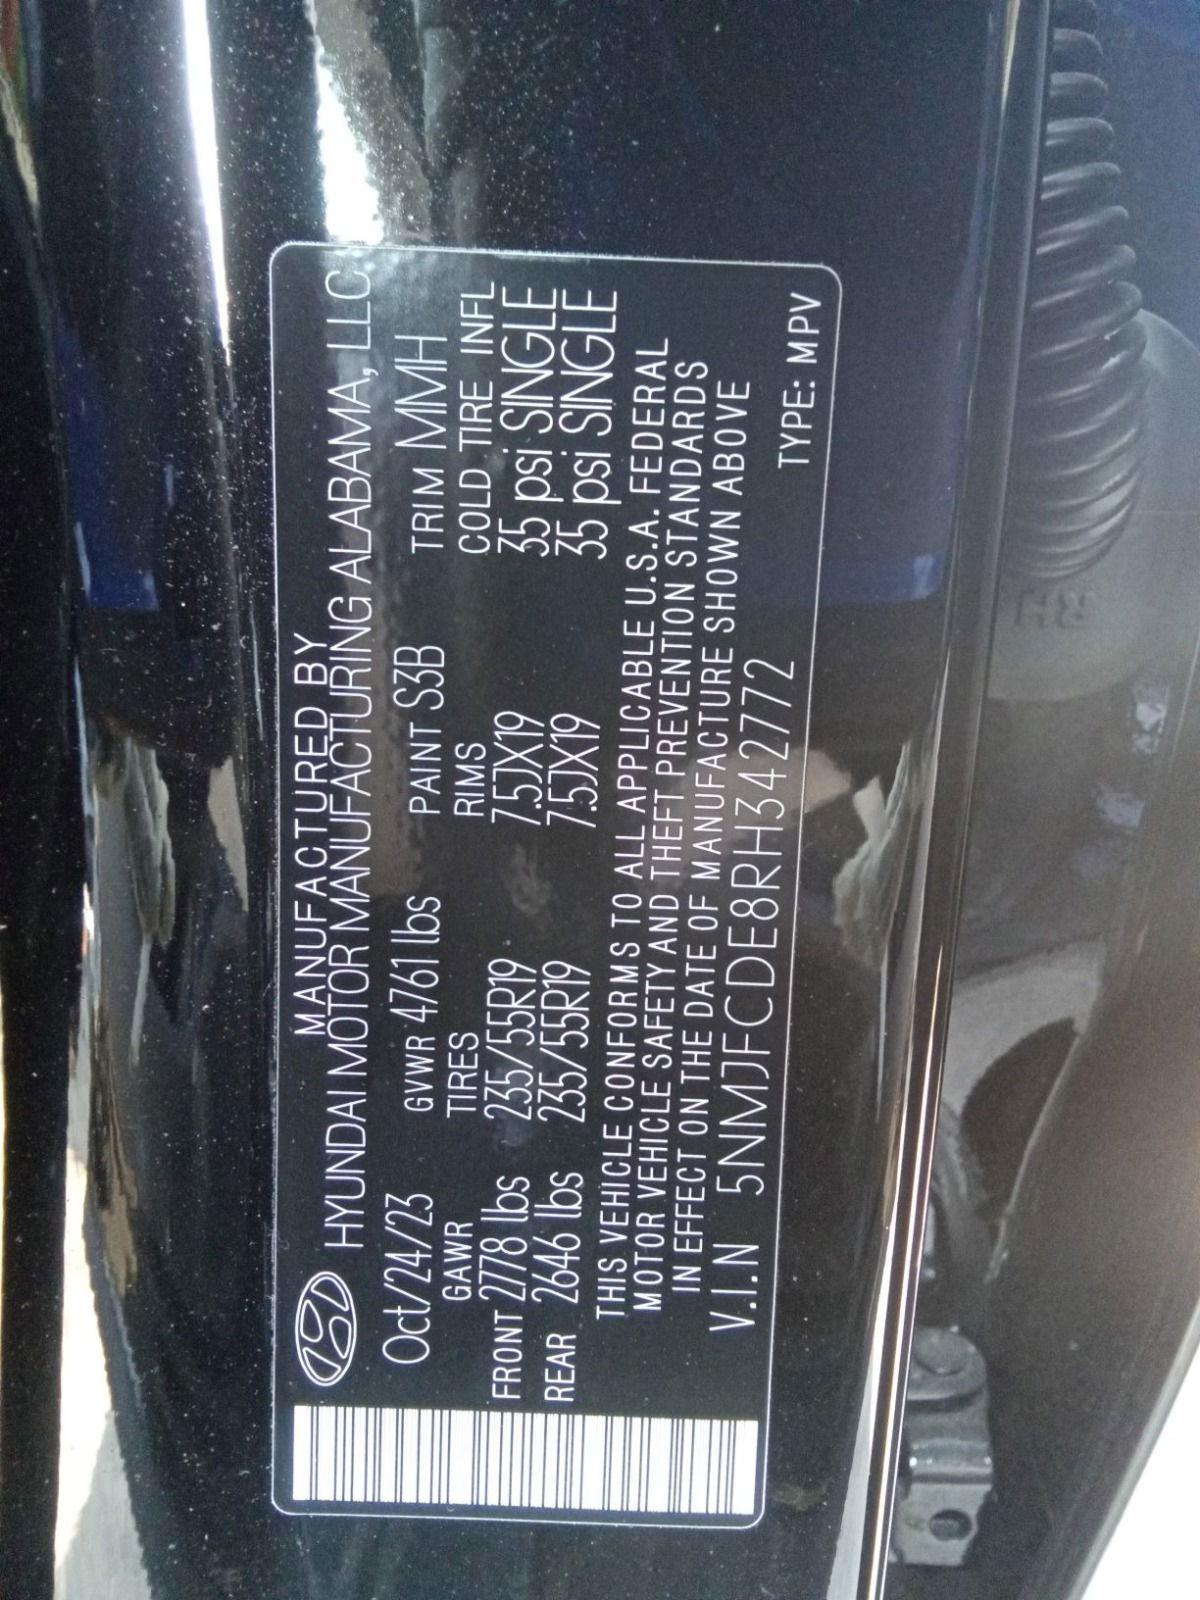 MANUFACTURED BY
HYUNDAI MOTOR MANUFACTURING ALABAMA, LLC
Oct/24/23 GVWR 4761 lbs PAINT S3B TRIM MMH
GAWR TIRES RIMS COLD TIRE INFL
FRONT 2778 lbs 235/55R19 7.5JX19 35 psi SINGLE
REAR 2646 lbs 235/55R19 7.5JX19 35 psi SINGLE
THIS VEHICLE CONFORMS TO ALL APPLICABLE U.S.A. FEDERAL
MOTOR VEHICLE SAFETY AND THEFT PREVENTION STANDARDS
IN EFFECT ON THE DATE OF MANUFACTURE SHOWN ABOVE
V.I.N 5NMJFCDE8RH342772 TYPE: MPV